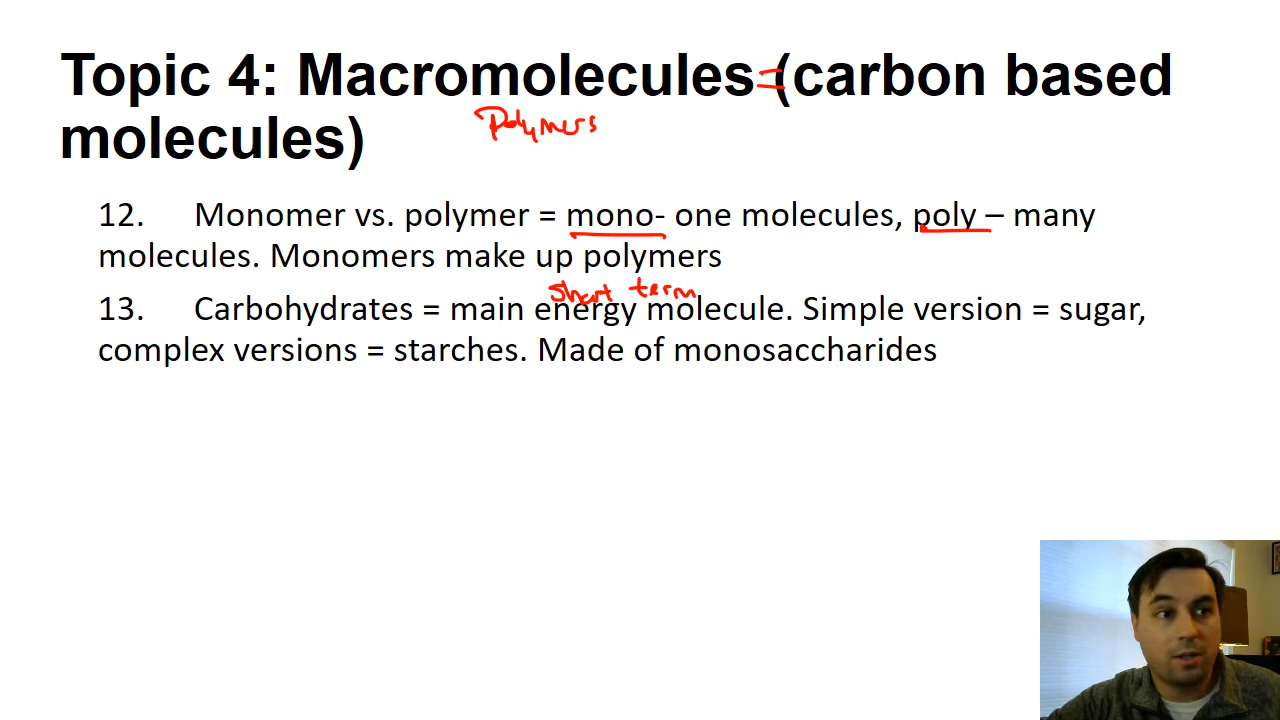 Topic 4: Macromolecules = (carbon based
molecules)
Polymers
12. Monomer vs. polymer = mono- one molecules, poly – many
molecules. Monomers make up polymers
short term
13. Carbohydrates = main energy molecule. Simple version = sugar,
complex versions = starches. Made of monosaccharides